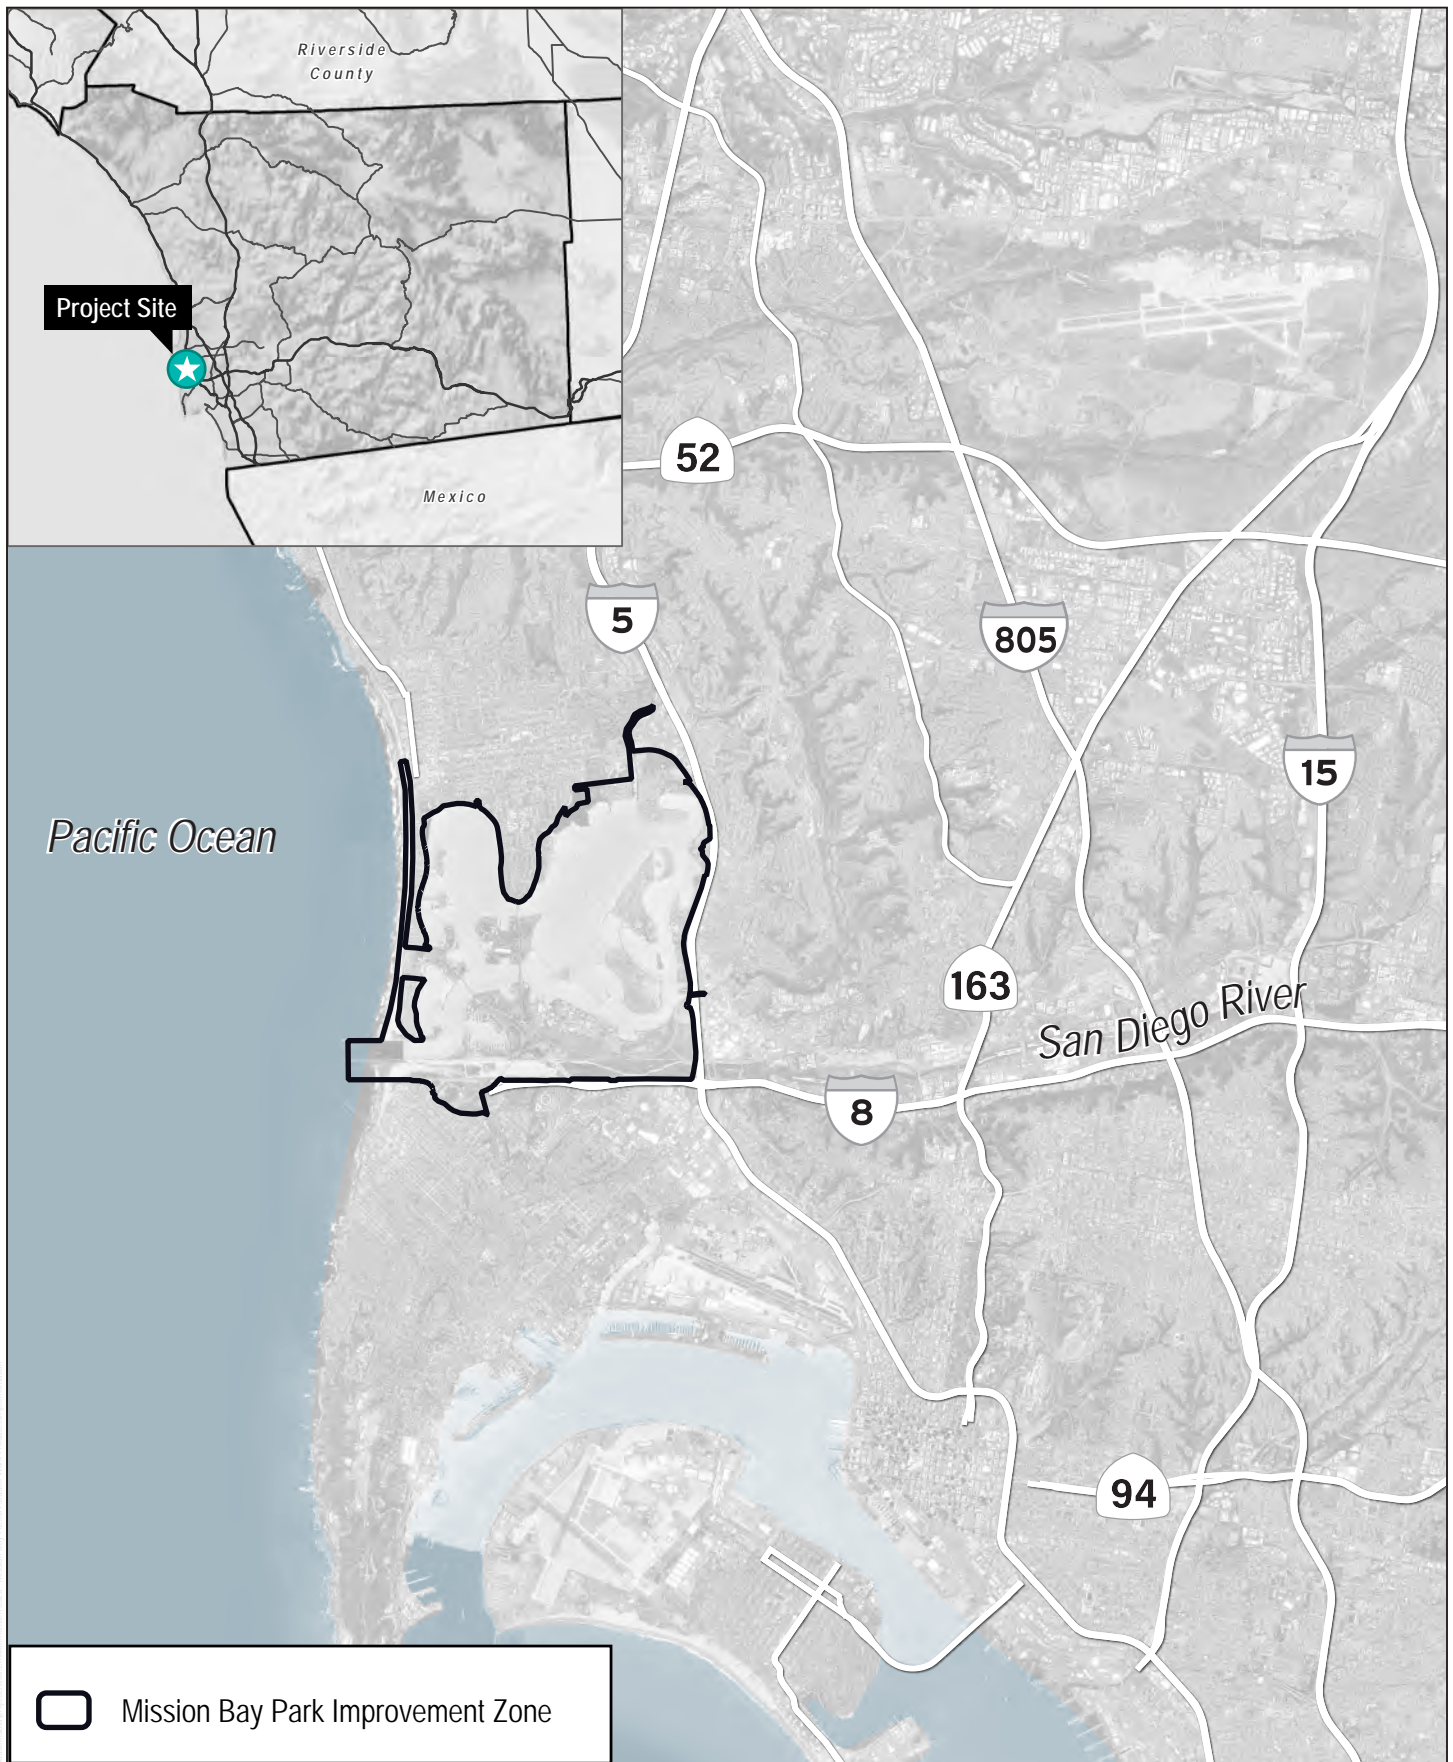 Riverside
County
Project Site
Mexico
52
5
805
15
Pacific Ocean
163
San Diego River
8
94
Mission Bay Park Improvement Zone